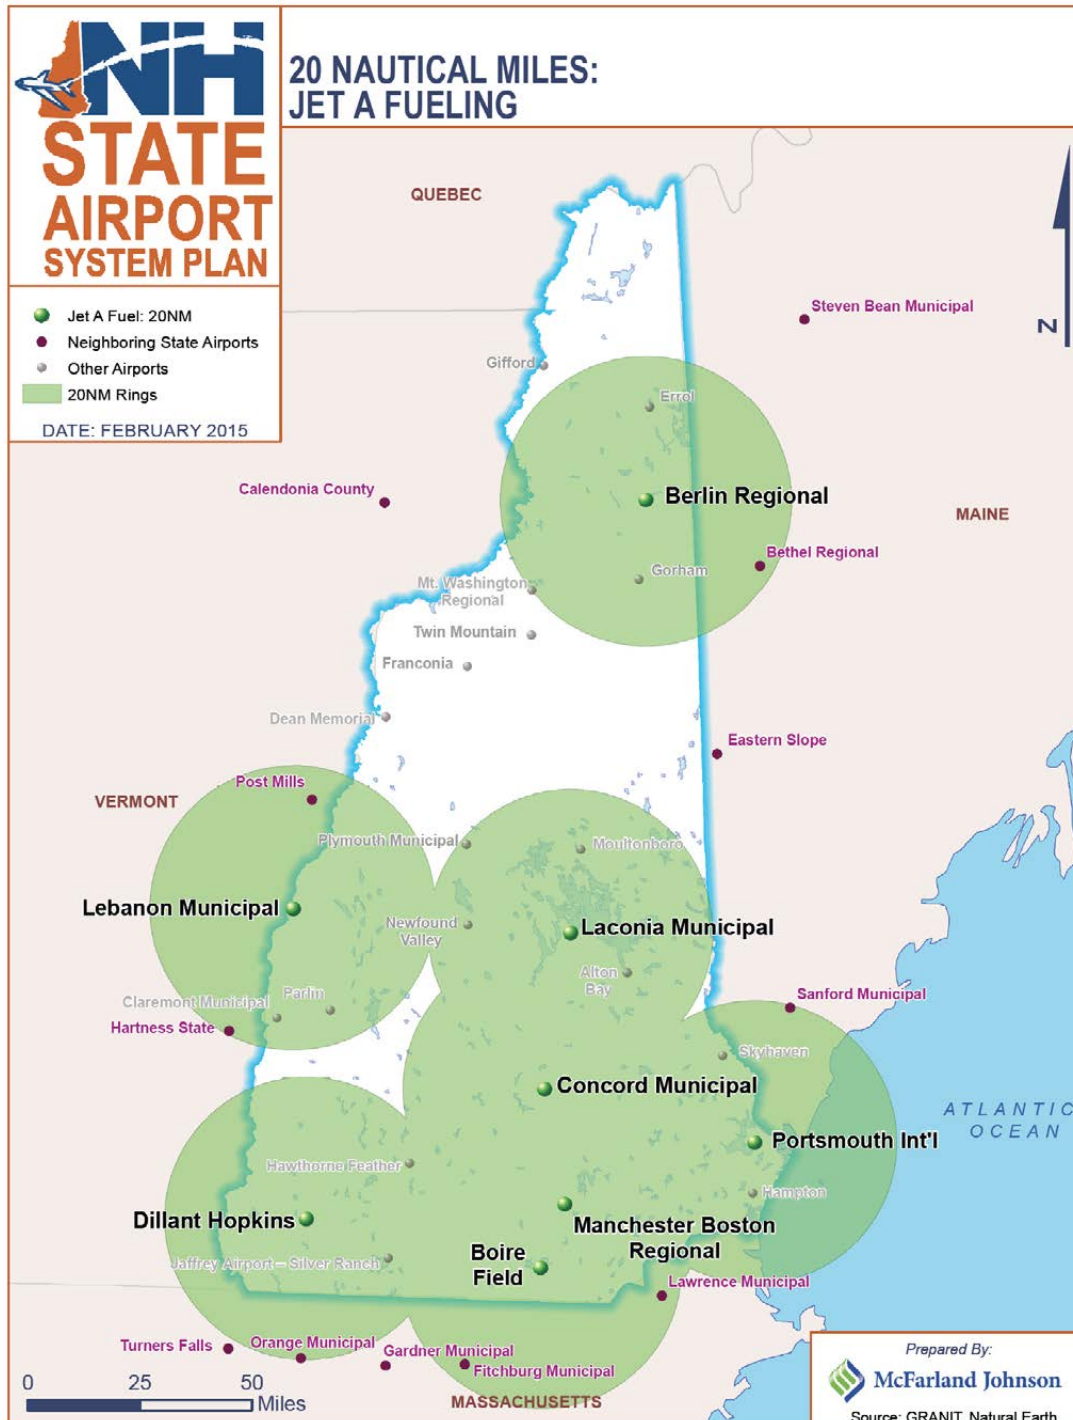 NH
STATE
AIRPORT
SYSTEM PLAN
20 NAUTICAL MILES:
JET A FUELING
Jet A Fuel: 20NM
Neighboring State Airports
Other Airports
20NM Rings
DATE: FEBRUARY 2015
QUEBEC
N
Steven Bean Municipal
Gifford
Errol
Calendonia County
Berlin Regional
MAINE
Bethel Regional
Gorham
Mt. Washington
Regional
Twin Mountain
Franconia
Dean Memorial
Eastern Slope
Post Mills
VERMONT
Plymouth Municipal
Moultonboro
Lebanon Municipal
Newfound
Valley
Laconia Municipal
Alton
Bay
Claremont Municipal
Parlin
Sanford Municipal
Hartness State
Skyhaven
Concord Municipal
ATLANTIC
OCEAN
Portsmouth Int'l
Hawthorne Feather
Hampton
Dillant Hopkins
Manchester Boston
Regional
Boire
Field
Jaffrey Airport – Silver Ranch
Lawrence Municipal
Turners Falls
Orange Municipal
Gardner Municipal
Fitchburg Municipal
MASSACHUSETTS
0 25 50
Miles
Prepared By:
McFarland Johnson
Source: GRANIT, Natural Earth